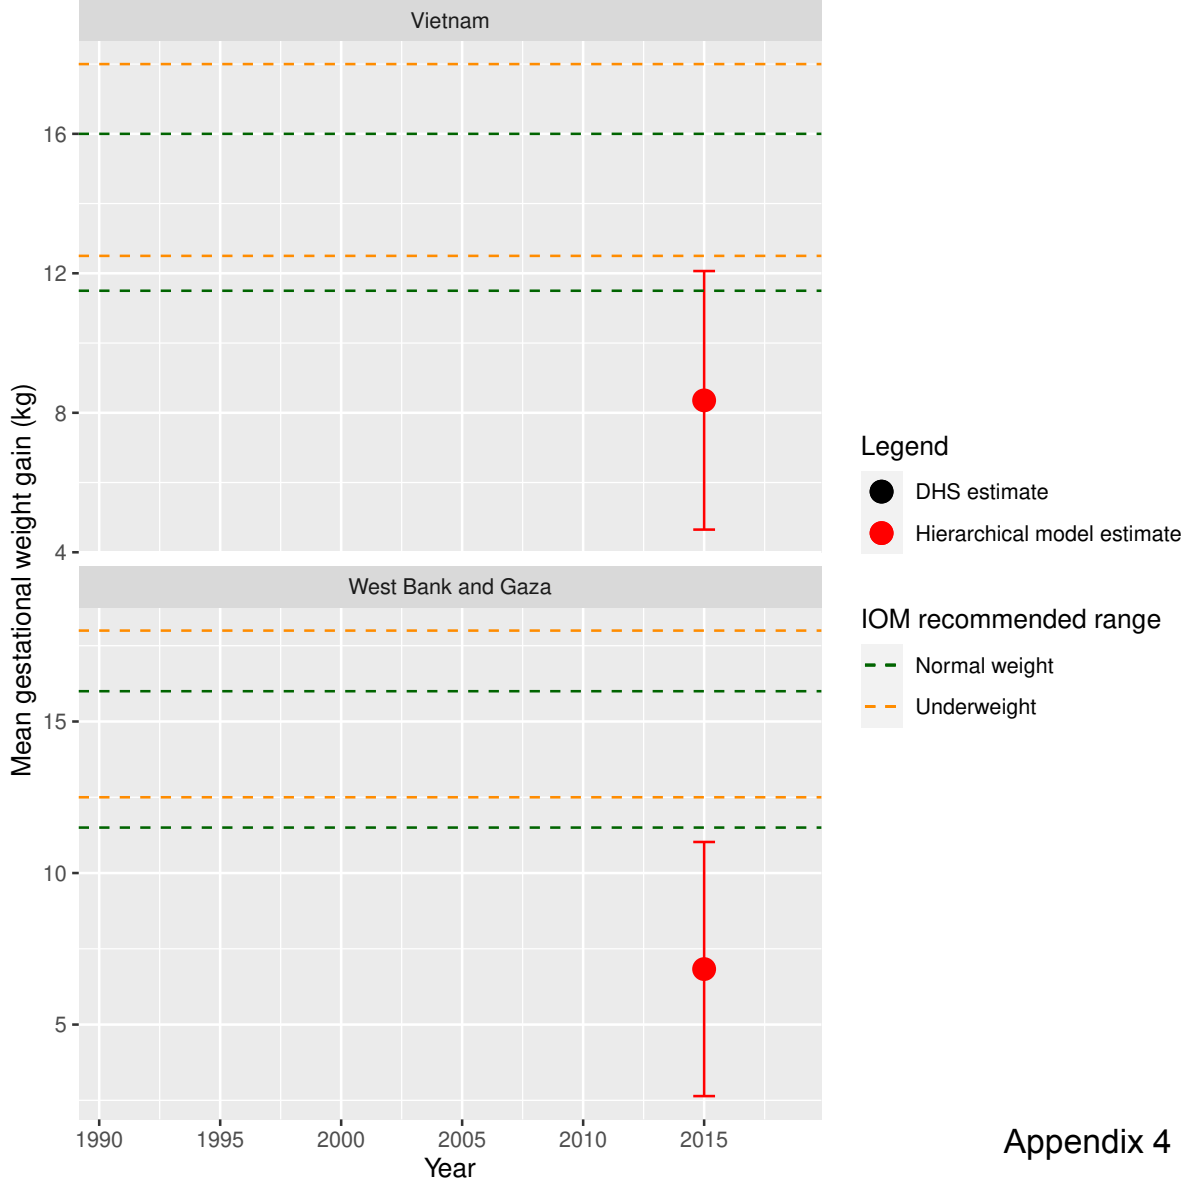 Vietnam
16
12
8
4
West Bank and Gaza
15
10
5
1990 1995 2000 2005 2010 2015
Year
Mean gestational weight gain (kg)
Legend
DHS estimate
Hierarchical model estimate
IOM recommended range
Normal weight
Underweight
Appendix 4